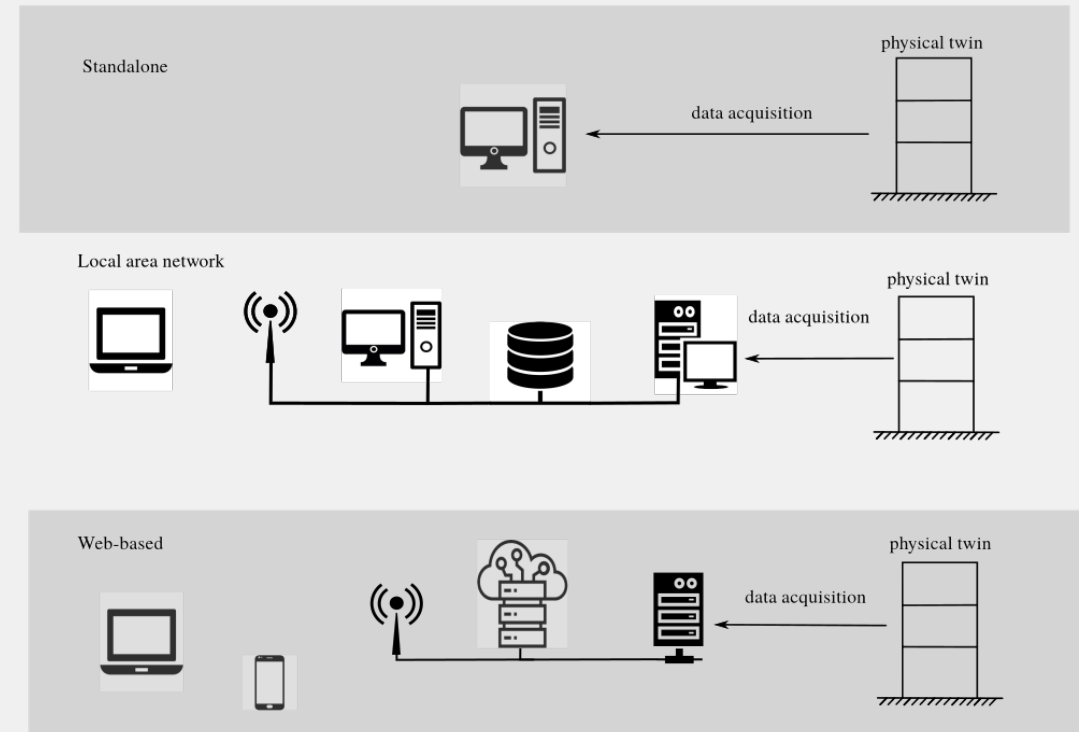 Standalone
physical twin
data acquisition
Local area network
physical twin
data acquisition
Web-based
physical twin
data acquisition